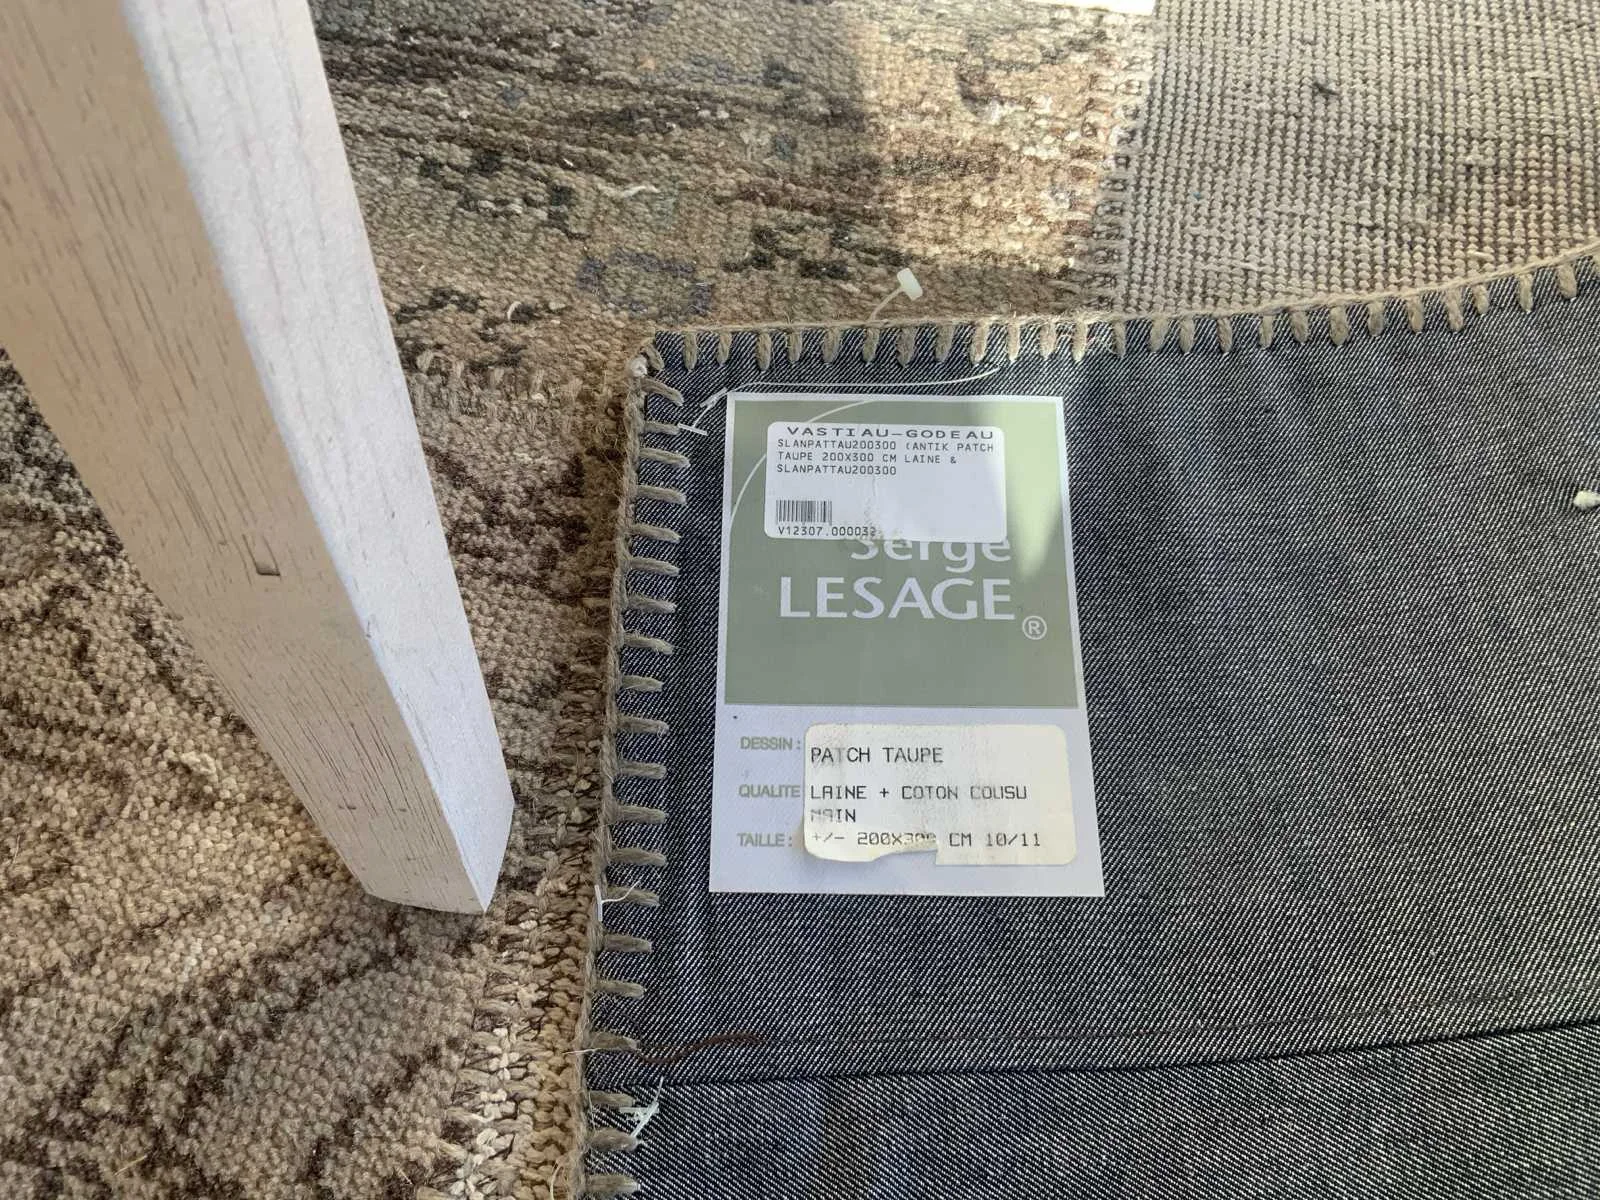 VASTIAU-GODEAU
SLANPATTAU200300 (ANTIK PATCH
TAUPE 200X300 CM LAINE &
SLANPATTAU200300
V12307.000032
Serge
LESAGE
®
DESSIN : PATCH TAUPE
QUALITE LAINE + COTON COUSU
MAIN
TAILLE : +/- 200X300 CM 10/11